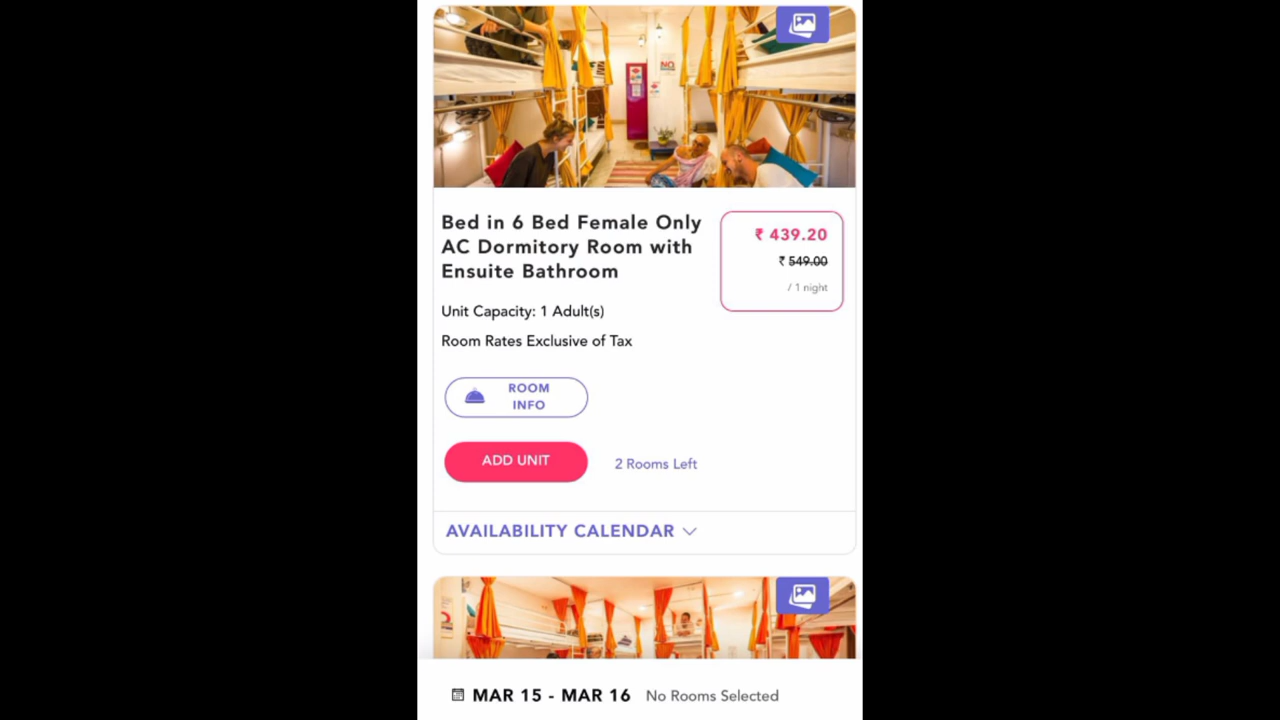 NO
Bed in 6 Bed Female Only
AC Dormitory Room with
Ensuite Bathroom
₹ 439.20
₹ 549.00
/ 1 night
Unit Capacity: 1 Adult(s)
Room Rates Exclusive of Tax
ROOM
INFO
ADD UNIT
2 Rooms Left
AVAILABILITY CALENDAR
MAR 15 - MAR 16
No Rooms Selected